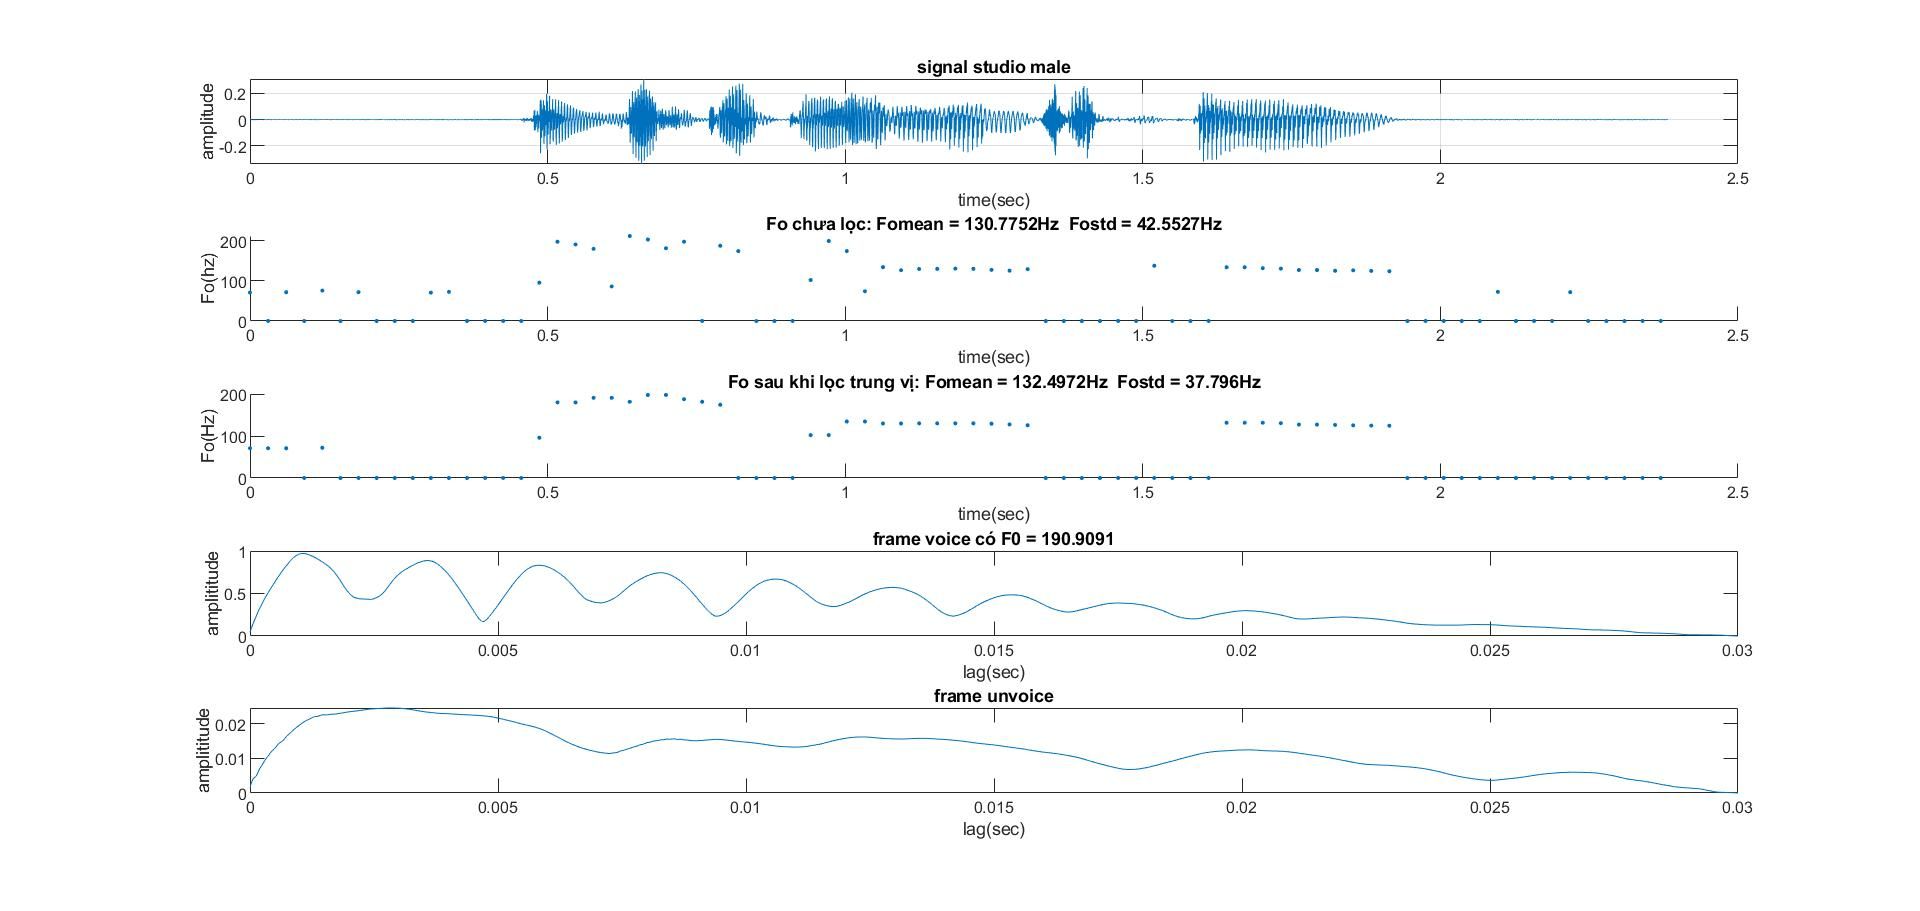 signal studio male
amplitude
0.2
0
-0.2
0 0.5 1 1.5 2 2.5
time(sec)
Fo chưa lọc: Fomean = 130.7752Hz  Fostd = 42.5527Hz
Fo(hz)
200
100
0
0 0.5 1 1.5 2 2.5
time(sec)
Fo sau khi lọc trung vị: Fomean = 132.4972Hz  Fostd = 37.796Hz
Fo(Hz)
200
100
0
0 0.5 1 1.5 2 2.5
time(sec)
frame voice có F0 = 190.9091
amplititude
1
0.5
0
0 0.005 0.01 0.015 0.02 0.025 0.03
lag(sec)
frame unvoice
amplititude
0.02
0.01
0
0 0.005 0.01 0.015 0.02 0.025 0.03
lag(sec)